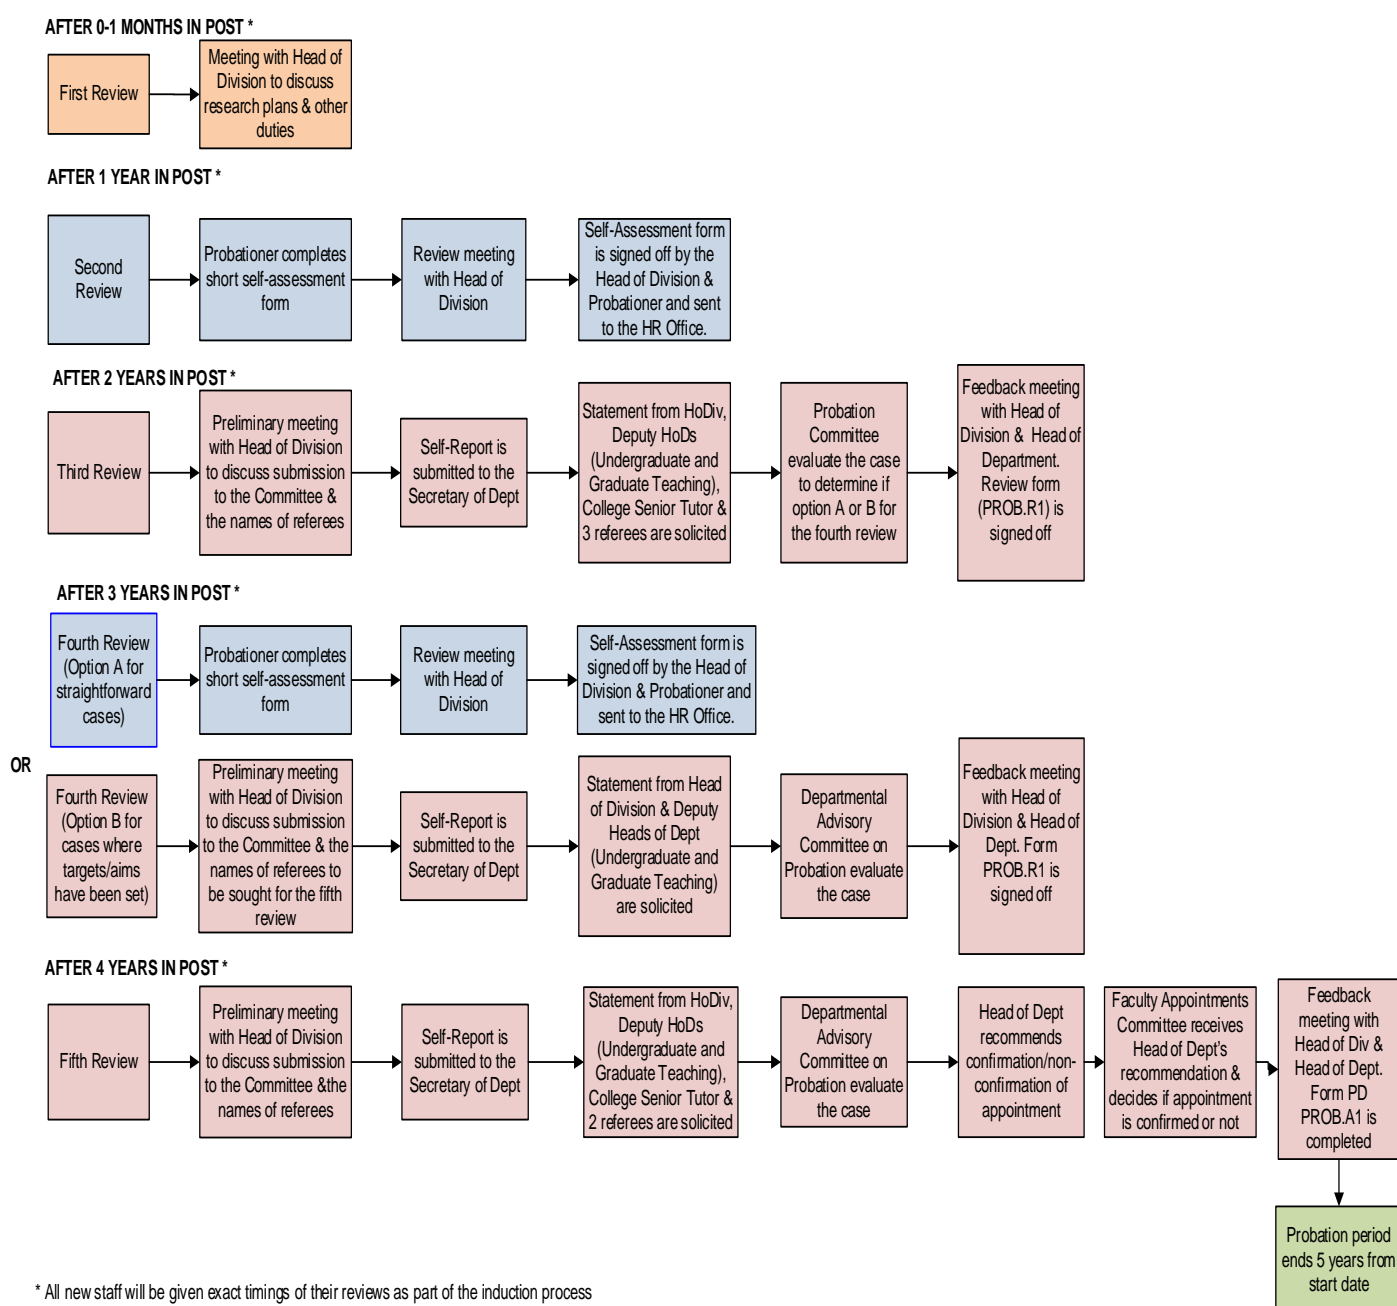 AFTER 0-1 MONTHS IN POST *
First Review
Meeting with Head of
Division to discuss
research plans & other
duties
AFTER 1 YEAR IN POST *
Second
Review
Probationer completes
short self-assessment
form
Review meeting
with Head of
Division
Self-Assessment form
is signed off by the
Head of Division &
Probationer and sent
to the HR Office.
AFTER 2 YEARS IN POST *
Third Review
Preliminary meeting
with Head of Division
to discuss submission
to the Committee &
the names of referees
Self-Report is
submitted to the
Secretary of Dept
Statement from HoDiv,
Deputy HoDs
(Undergraduate and
Graduate Teaching),
College Senior Tutor &
3 referees are solicited
Probation
Committee
evaluate the case
to determine if
option A or B for
the fourth review
Feedback meeting
with Head of
Division & Head of
Department.
Review form
(PROB.R1) is
signed off
AFTER 3 YEARS IN POST *
Fourth Review
(Option A for
straightforward
cases)
Probationer completes
short self-assessment
form
Review meeting
with Head of
Division
Self-Assessment form is
signed off by the Head of
Division & Probationer and
sent to the HR Office.
OR
Fourth Review
(Option B for
cases where
targets/aims
have been set)
Preliminary meeting
with Head of Division
to discuss submission
to the Committee & the
names of referees to
be sought for the fifth
review
Self-Report is
submitted to the
Secretary of Dept
Statement from Head
of Division & Deputy
Heads of Dept
(Undergraduate and
Graduate Teaching)
are solicited
Departmental
Advisory
Committee on
Probation evaluate
the case
Feedback meeting
with Head of
Division & Head of
Dept. Form
PROB.R1 is
signed off
AFTER 4 YEARS IN POST *
Fifth Review
Preliminary meeting
with Head of Division
to discuss submission
to the Committee &the
names of referees
Self-Report is
submitted to the
Secretary of Dept
Statement from HoDiv,
Deputy HoDs
(Undergraduate and
Graduate Teaching),
College Senior Tutor &
2 referees are solicited
Departmental
Advisory
Committee on
Probation evaluate
the case
Head of Dept
recommends
confirmation/non-
confirmation of
appointment
Faculty Appointments
Committee receives
Head of Dept's
recommendation &
decides if appointment
is confirmed or not
Feedback
meeting with
Head of Div &
Head of Dept.
Form PD
PROB.A1 is
completed
Probation period
ends 5 years from
start date
* All new staff will be given exact timings of their reviews as part of the induction process